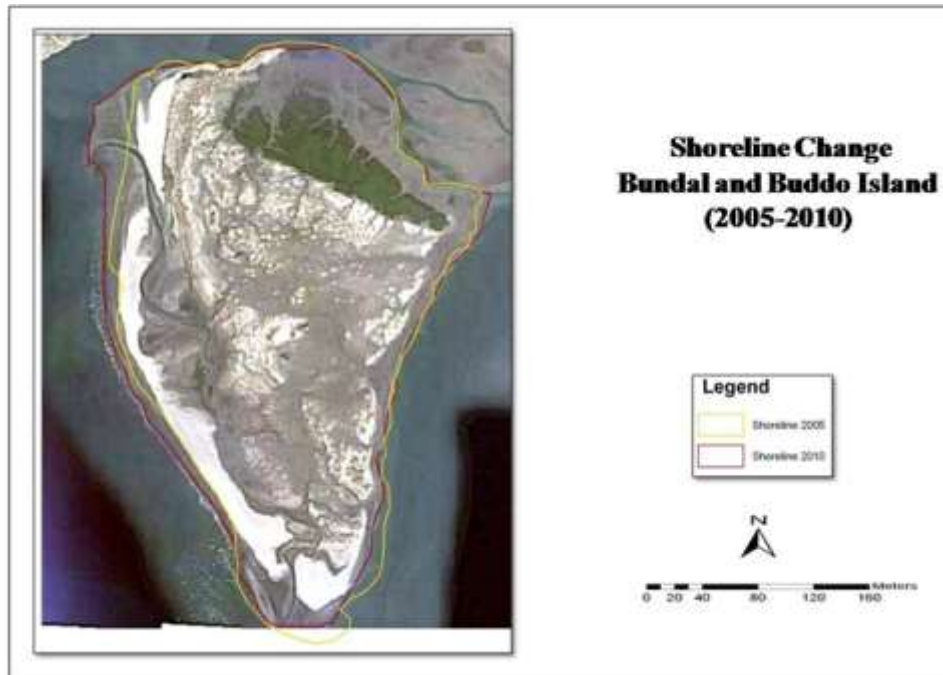 Shoreline Change
Bundal and Buddo Island
(2005-2010)
Legend
Shoreline 2005
Shoreline 2010
N
Meters
0 20 40 80 120 160